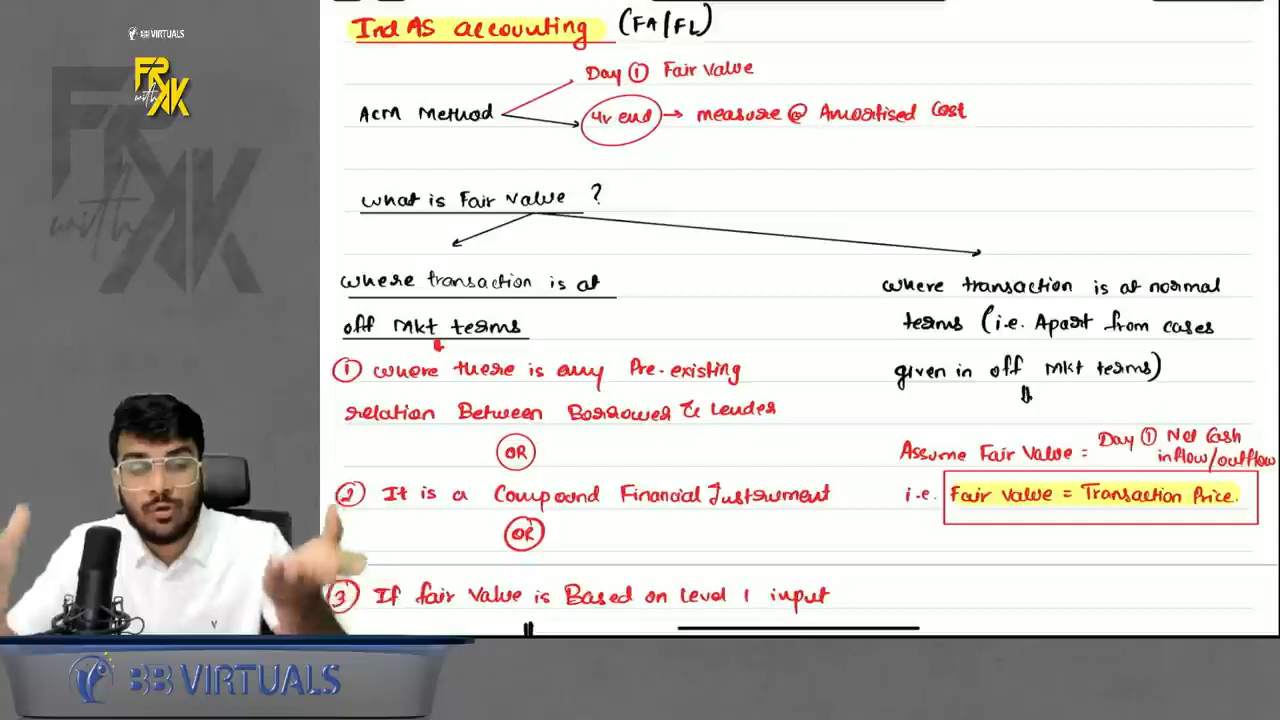 BB VIRTUALS
FR
with
KK
Ind AS accounting (FA/FL)
Day ① Fair Value
ACM Method
Yr end → measure @ Amortised Cost
What is Fair Value ?
where transaction is at
off Mkt terms
① where there is any Pre-existing
relation Between Borrower & Lender
OR
② It is a Compound Financial Instrument
OR
③ If fair value is Based on Level 1 input
where transaction is at normal
terms (i.e. Apart from cases
given in off Mkt terms)
Assume Fair Value = Day ① Net Cash
inflow/outflow
i.e. Fair Value = Transaction Price.
BB VIRTUALS